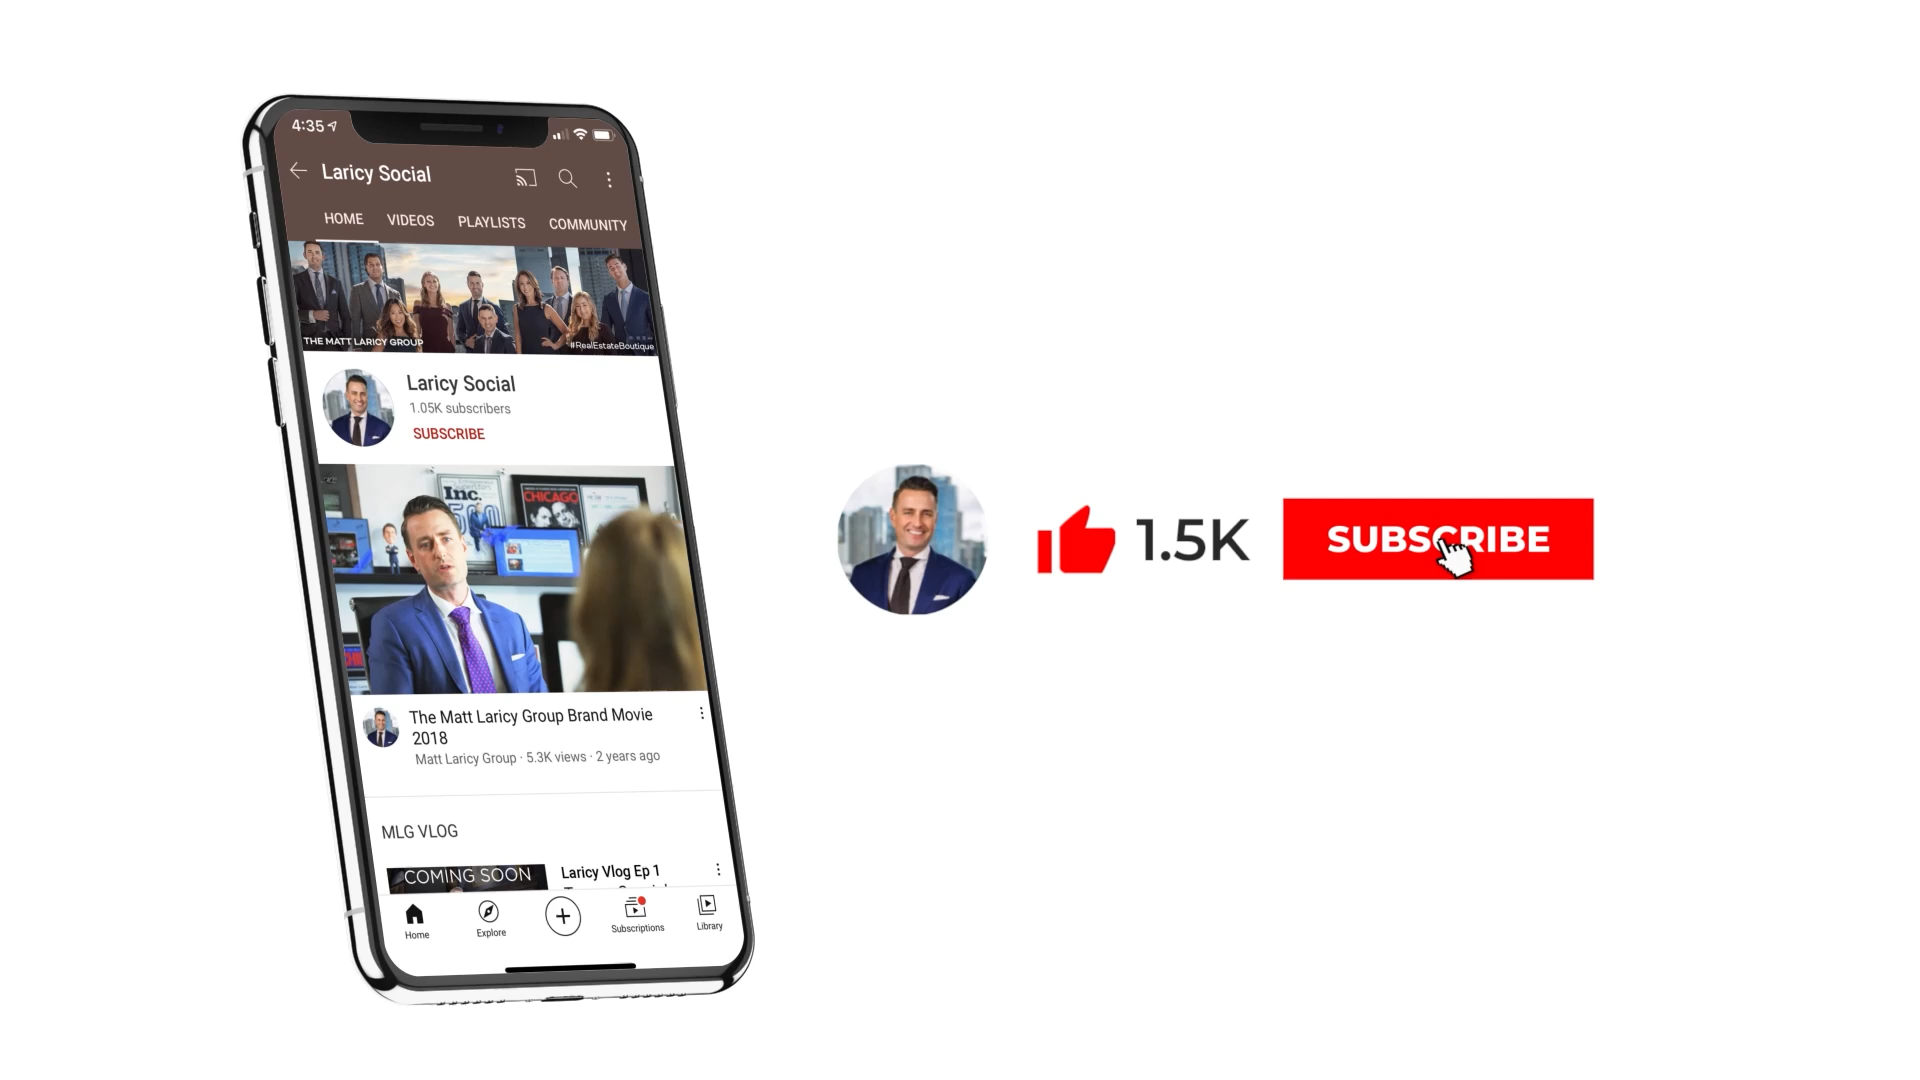 4:35
Laricy Social
HOME VIDEOS PLAYLISTS COMMUNITY
THE MATT LARICY GROUP #RealEstateBoutique
Laricy Social
1.05K subscribers
SUBSCRIBE
Inc.
500
CHICAGO
The Matt Laricy Group Brand Movie
2018
Matt Laricy Group · 5.3K views · 2 years ago
MLG VLOG
COMING SOON
Laricy Vlog Ep 1
Home Explore Subscriptions Library
1.5K
SUBSCRIBE